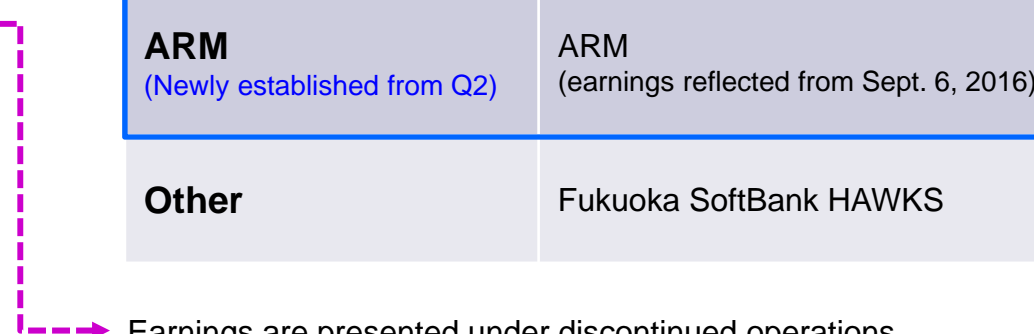 ARM
(Newly established from Q2)
ARM
(earnings reflected from Sept. 6, 2016)
Other
Fukuoka SoftBank HAWKS
Earnings are presented under discontinued operations